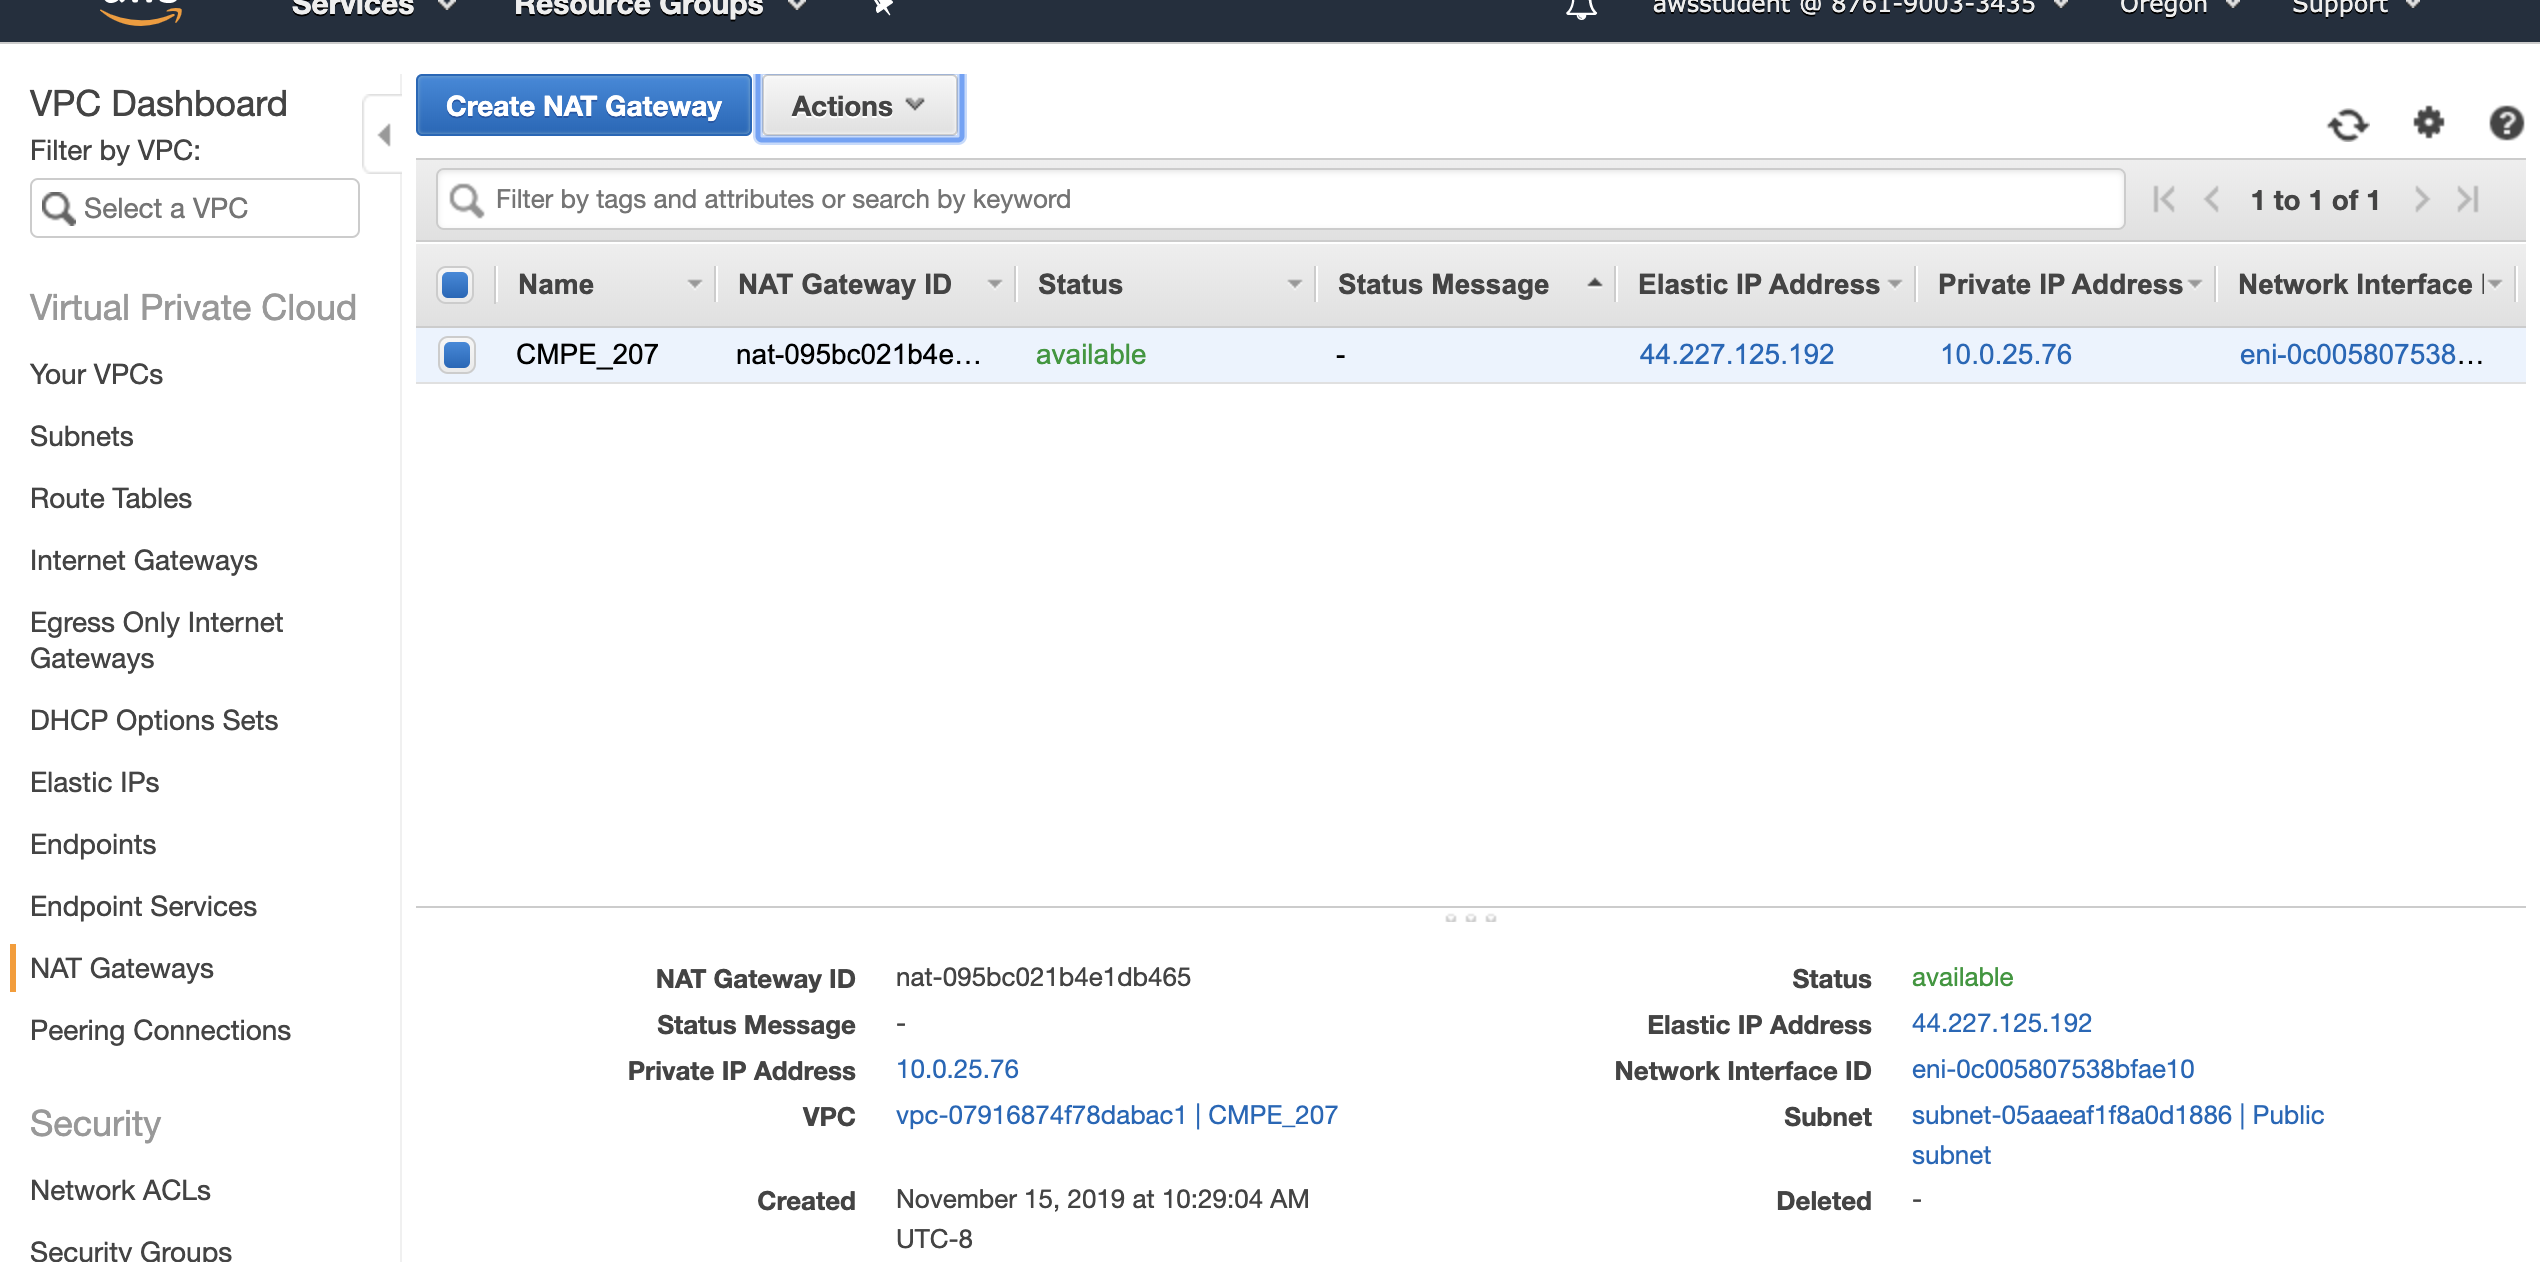 aws
Services
Resource Groups
awsstudent @ 8761-9003-3435
Oregon
Support
VPC Dashboard
Filter by VPC:
Select a VPC
Virtual Private Cloud
Your VPCs
Subnets
Route Tables
Internet Gateways
Egress Only Internet
Gateways
DHCP Options Sets
Elastic IPs
Endpoints
Endpoint Services
NAT Gateways
Peering Connections
Security
Network ACLs
Security Groups
Create NAT Gateway Actions
Filter by tags and attributes or search by keyword
1 to 1 of 1
Name NAT Gateway ID Status Status Message Elastic IP Address Private IP Address Network Interface
CMPE_207 nat-095bc021b4e... available - 44.227.125.192 10.0.25.76 eni-0c005807538...
NAT Gateway ID nat-095bc021b4e1db465 Status available
Status Message - Elastic IP Address 44.227.125.192
Private IP Address 10.0.25.76 Network Interface ID eni-0c005807538bfae10
VPC vpc-07916874f78dabac1 | CMPE_207 Subnet subnet-05aaeaf1f8a0d1886 | Public
subnet
Created November 15, 2019 at 10:29:04 AM Deleted -
UTC-8